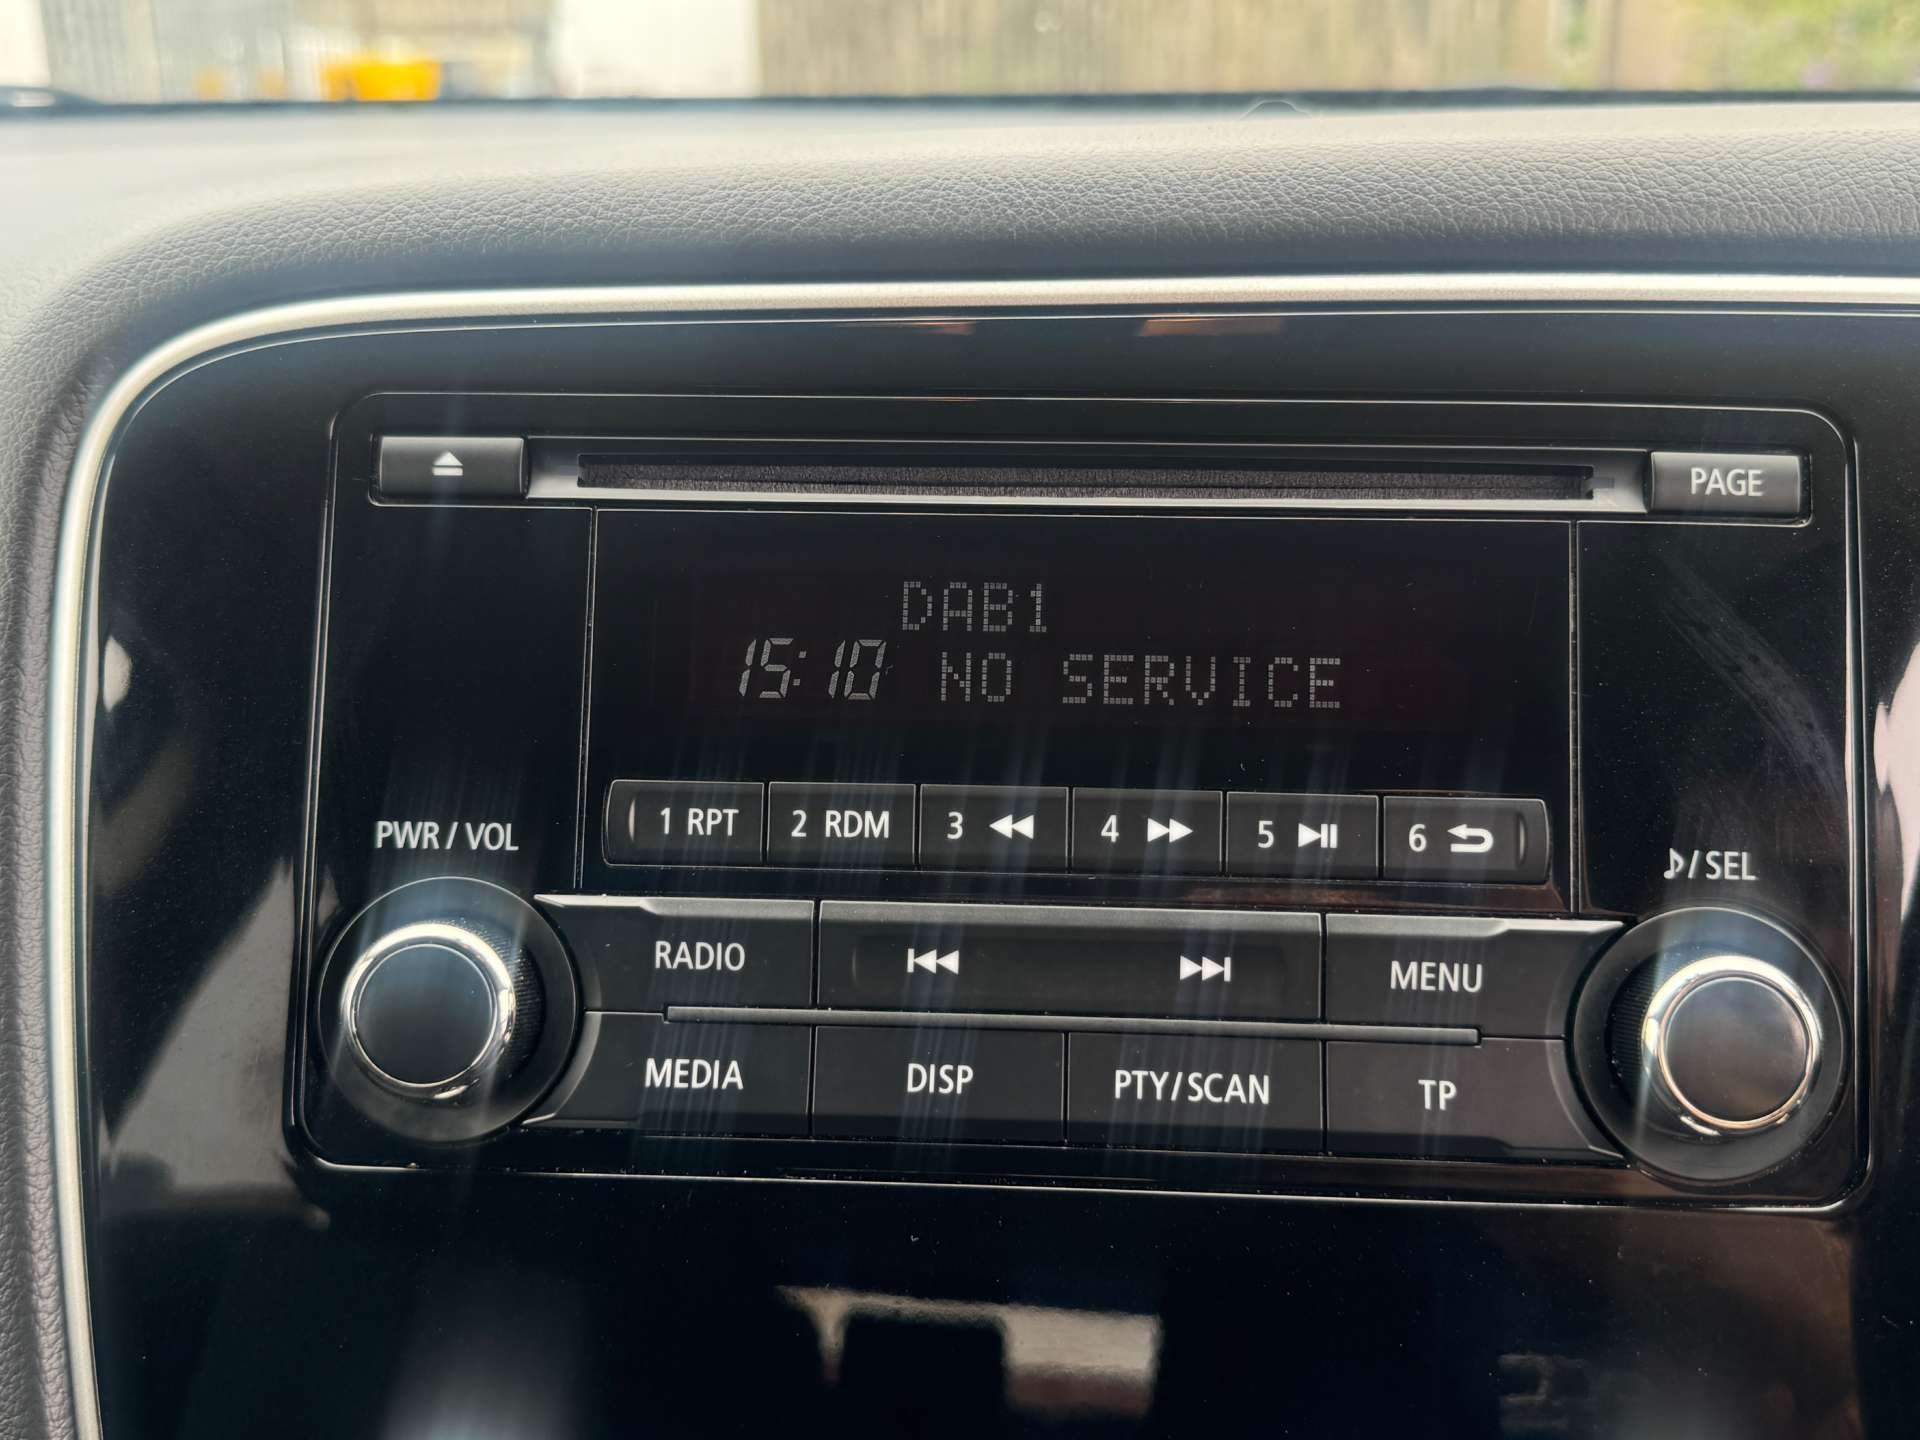 PAGE
DAB1
15:10 NO SERVICE
1 RPT 2 RDM 3 4 5 6
PWR / VOL
♪/SEL
RADIO MENU
MEDIA DISP PTY/SCAN TP